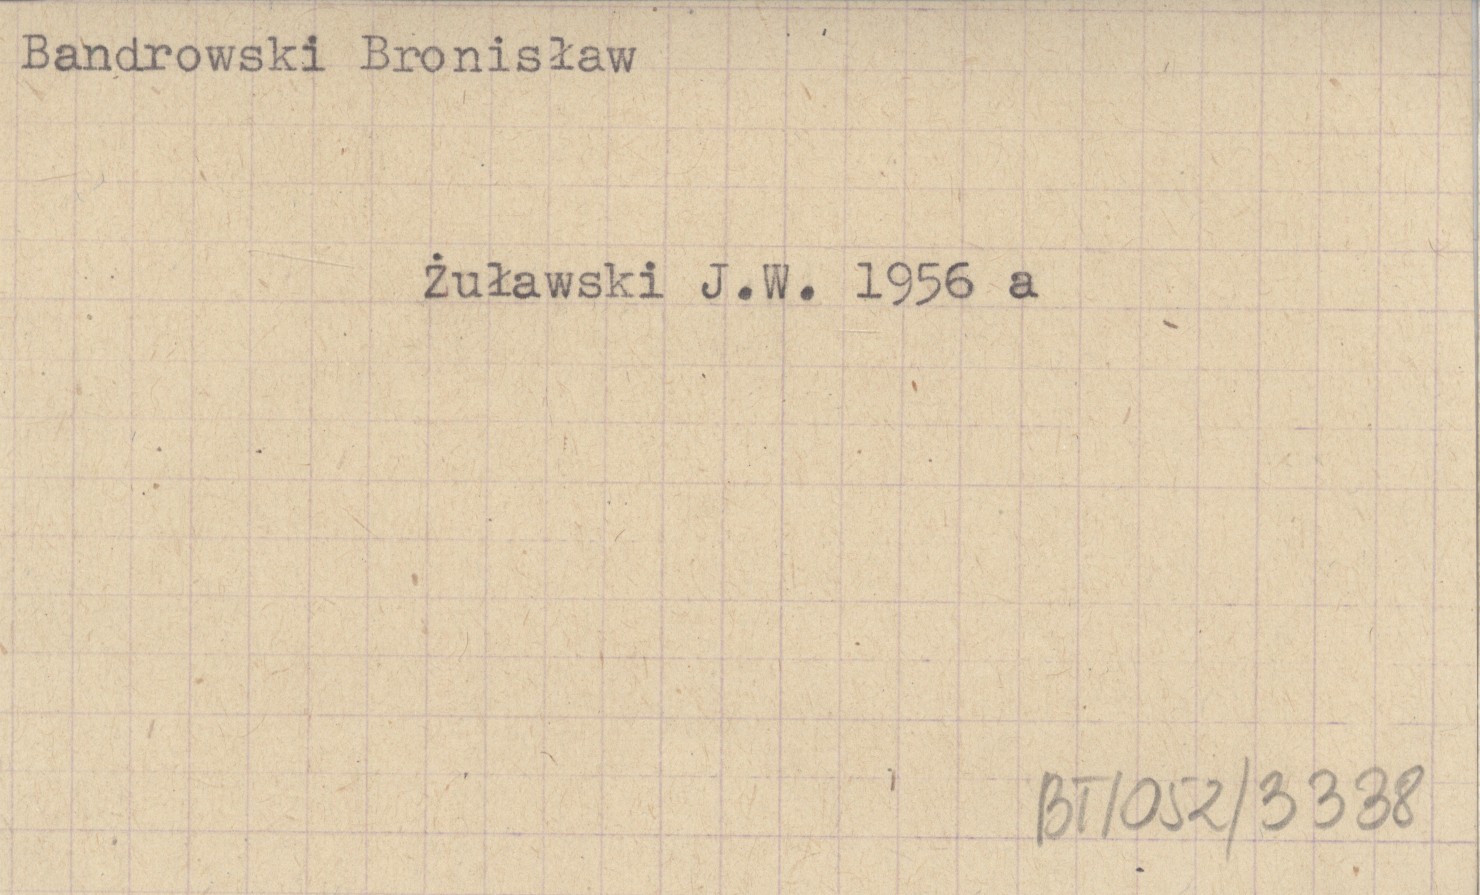 Bandrowski Bronisław
Żuławski J.W. 1956 a
BT/052/3338